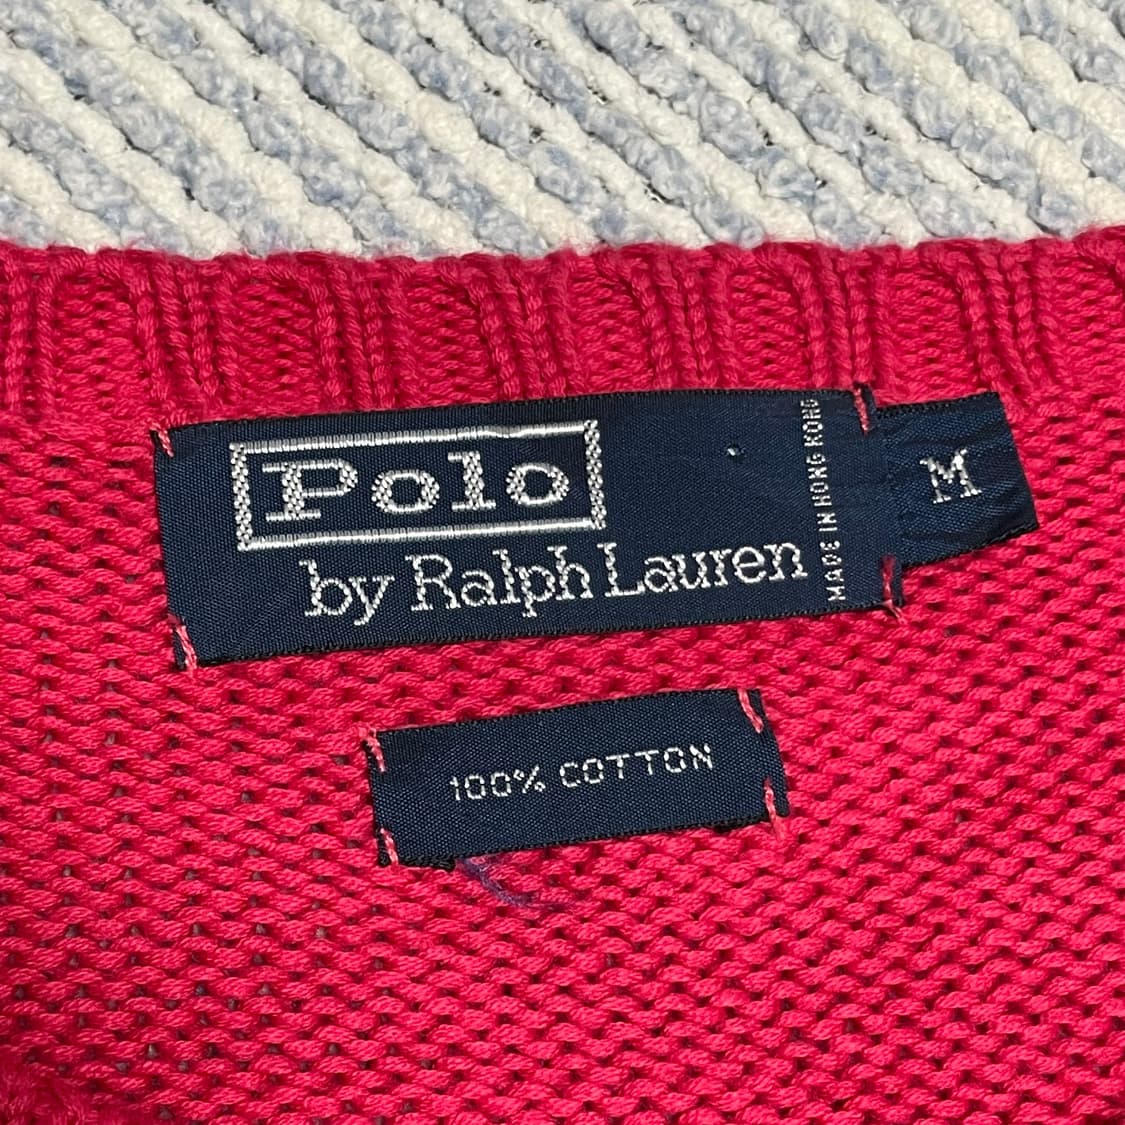 Polo
by Ralph Lauren
MADE IN HONG KONG
M
100% COTTON